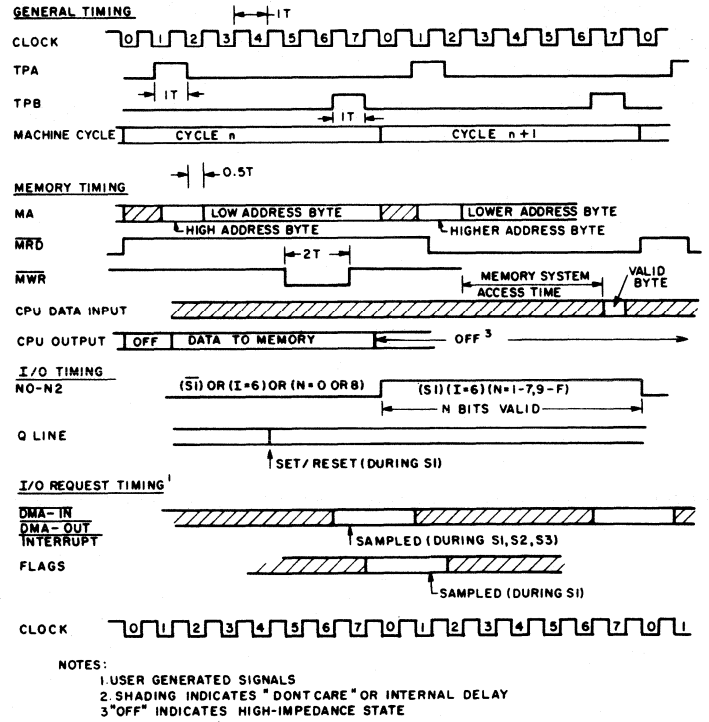 GENERAL TIMING
1T
CLOCK 0 1 2 3 4 5 6 7 0 1 2 3 4 5 6 7 0
TPA
1T
TPB
1T
MACHINE CYCLE CYCLE n CYCLE n+1
0.5T
MEMORY TIMING
MA LOW ADDRESS BYTE LOWER ADDRESS BYTE
HIGH ADDRESS BYTE HIGHER ADDRESS BYTE
MRD
2T
MWR MEMORY SYSTEM ACCESS TIME VALID BYTE
CPU DATA INPUT
CPU OUTPUT OFF DATA TO MEMORY OFF 3
I/O TIMING
NO-N2 (S1) OR (I=6) OR (N=0 OR 8) (S1)(I=6)(N=1-7,9-F)
N BITS VALID
Q LINE
SET/RESET (DURING S1)
I/O REQUEST TIMING 1
DMA-IN
DMA-OUT
INTERRUPT
SAMPLED (DURING S1, S2, S3)
FLAGS
SAMPLED (DURING S1)
CLOCK 0 1 2 3 4 5 6 7 0 1 2 3 4 5 6 7 0 1
NOTES:
1. USER GENERATED SIGNALS
2. SHADING INDICATES "DONT CARE" OR INTERNAL DELAY
3 "OFF" INDICATES HIGH-IMPEDANCE STATE